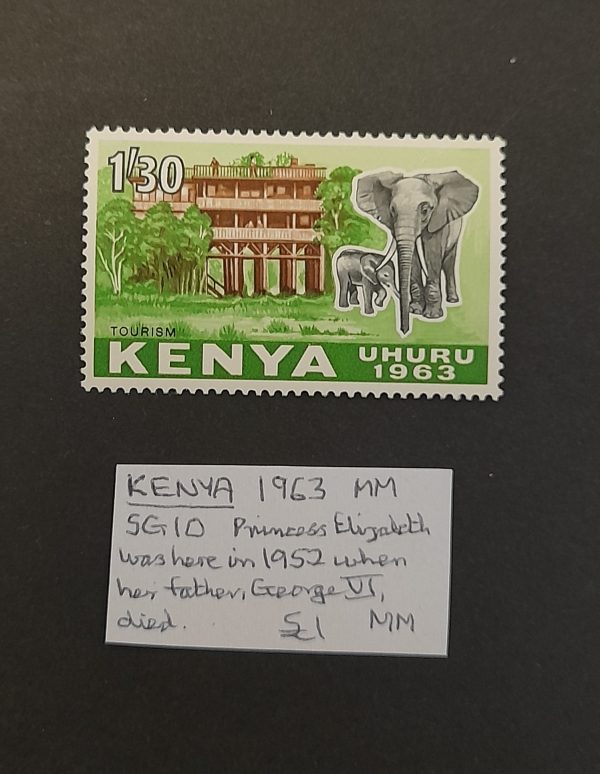 1/30
TOURISM
KENYA UHURU
1963
KENYA 1963 MM
SG10 Princess Elizabeth
was here in 1952 when
her father, George VI,
died. £1 MM